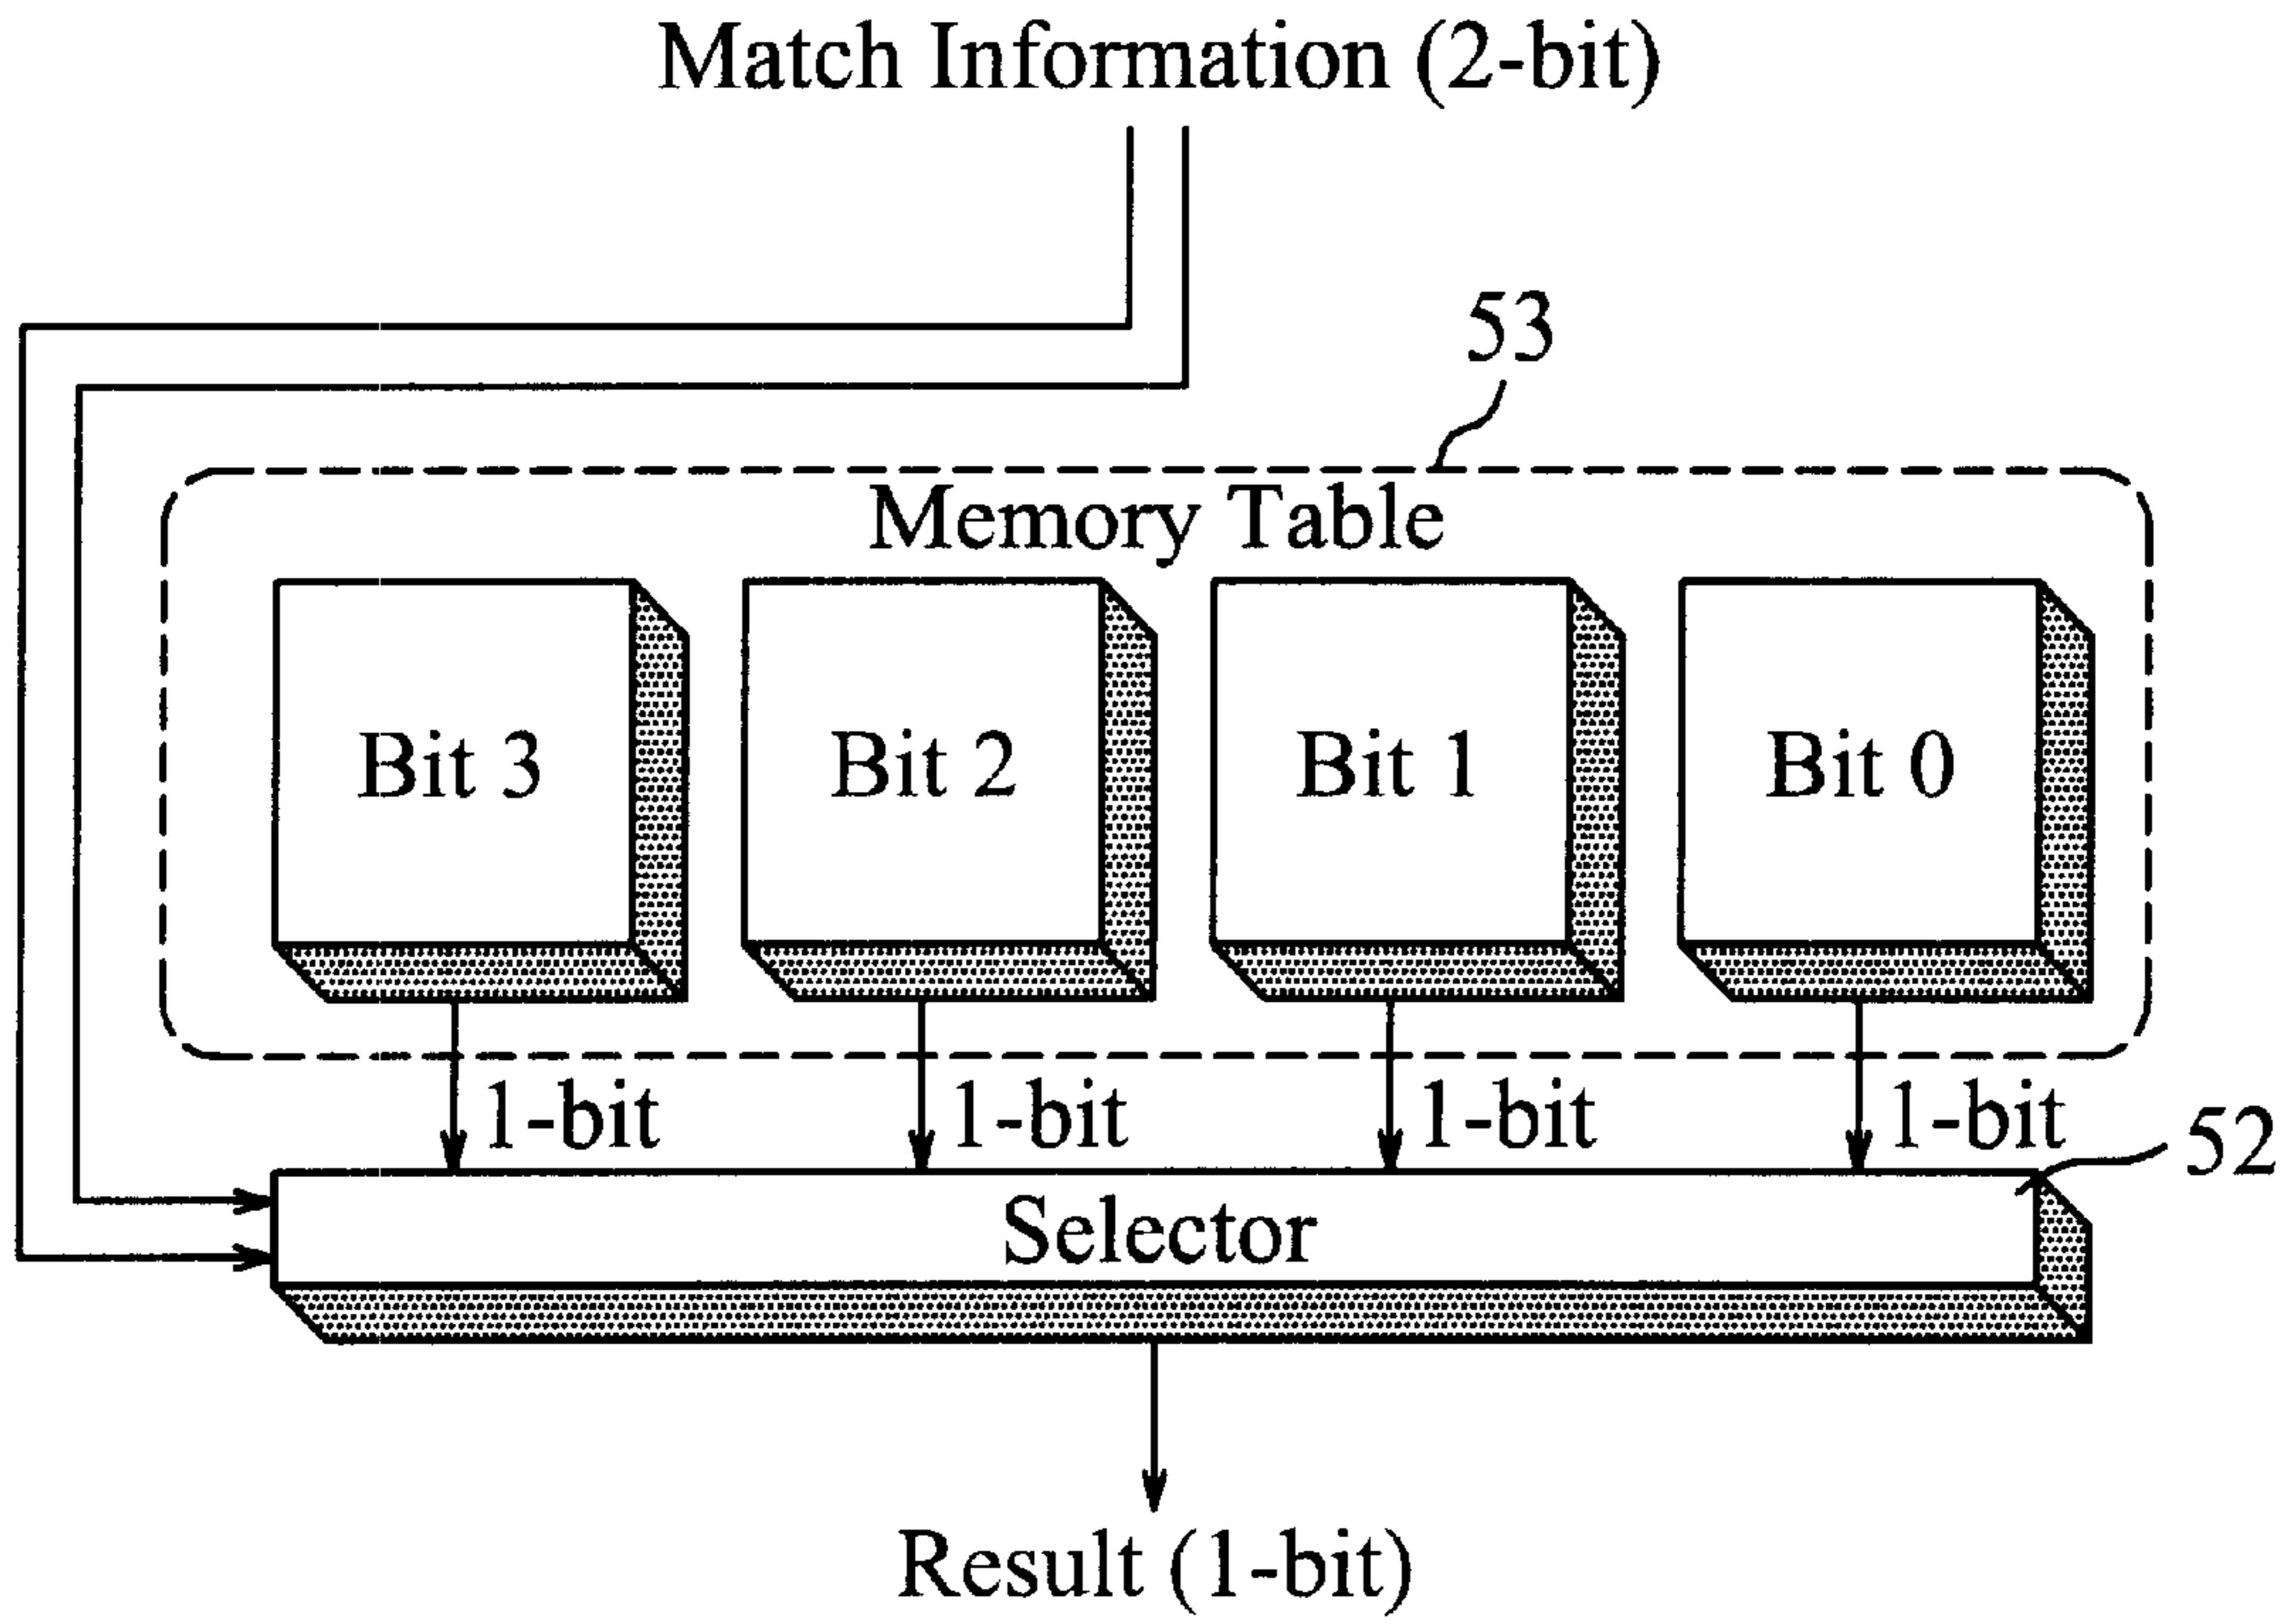 Match Information (2-bit)
53
Memory Table
Bit 3 Bit 2 Bit 1 Bit 0
1-bit 1-bit 1-bit 1-bit
52
Selector
Result (1-bit)